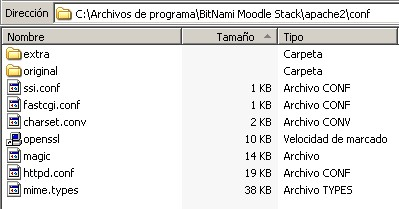 Dirección C:\Archivos de programa\BitNami Moodle Stack\apache2\conf
Nombre Tamaño Tipo
extra Carpeta
original Carpeta
ssi.conf 1 KB Archivo CONF
fastcgi.conf 1 KB Archivo CONF
charset.conv 2 KB Archivo CONV
openssl 10 KB Velocidad de marcado
magic 14 KB Archivo
httpd.conf 19 KB Archivo CONF
mime.types 38 KB Archivo TYPES